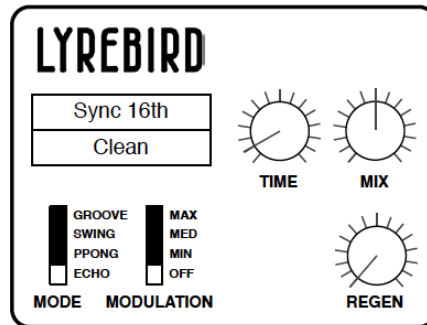 LYREBIRD
Sync 16th
Clean
TIME
MIX
GROOVE
SWING
PPONG
ECHO
MODE
MAX
MED
MIN
OFF
MODULATION
REGEN